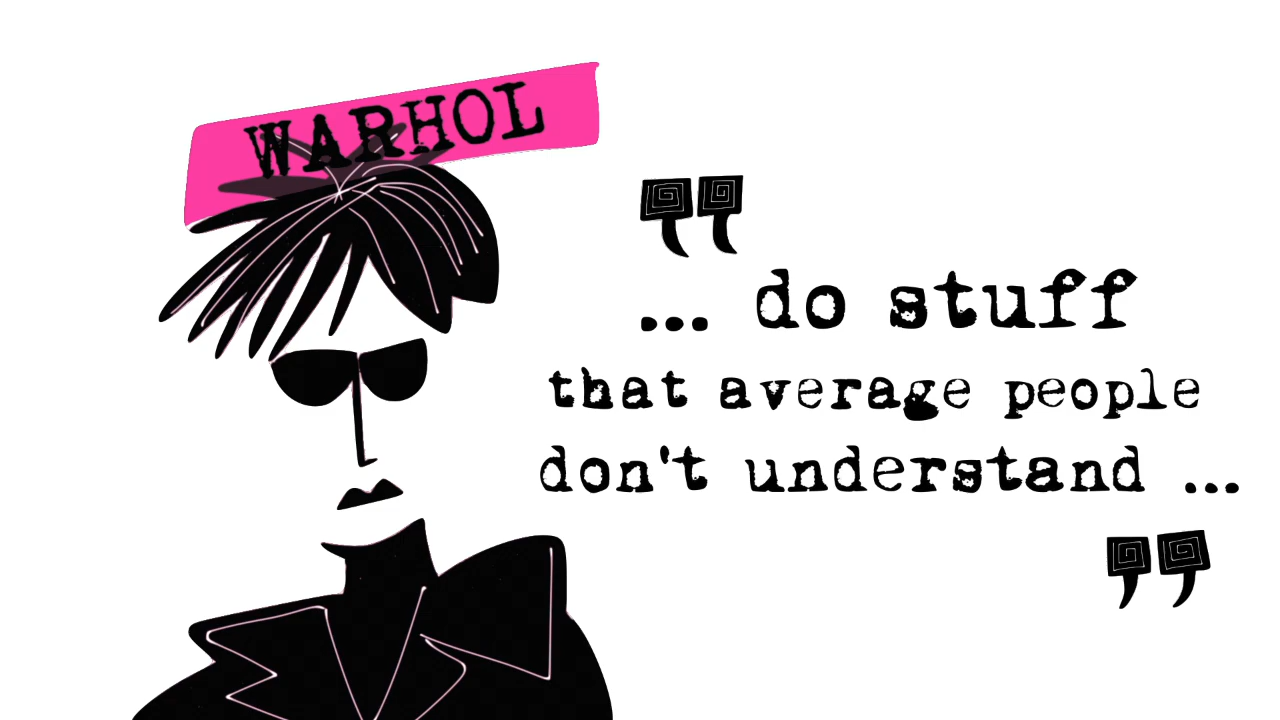 WARHOL
"
... do stuff
that average people
don't understand ...
"